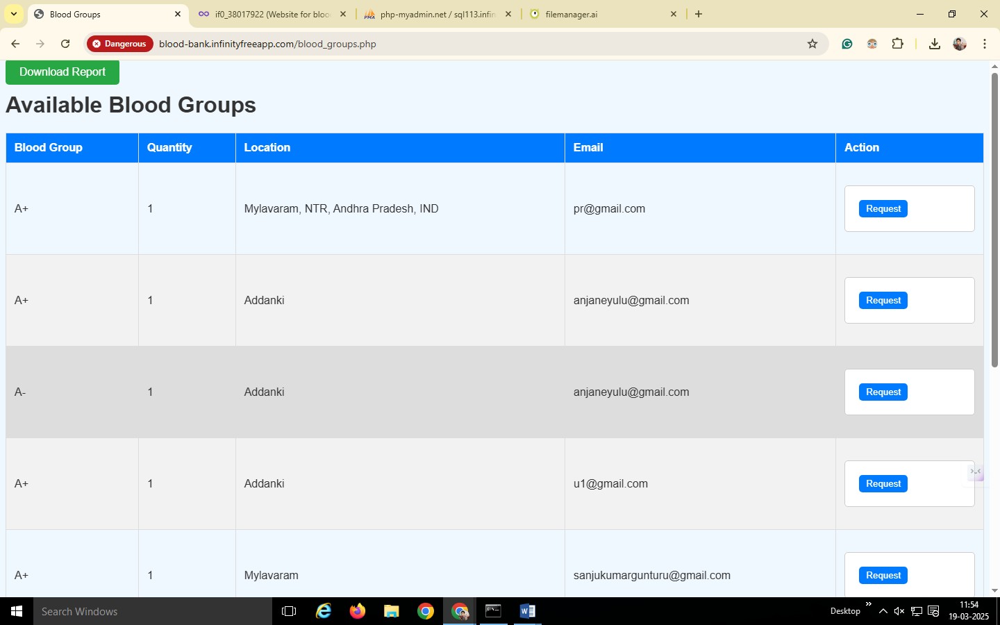 Blood Groups
if0_38017922 (Website for bloo
php-myadmin.net / sql113.infin
filemanager.ai
Dangerous
blood-bank.infinityfreeapp.com/blood_groups.php
Download Report
Available Blood Groups
Blood Group Quantity Location Email Action
A+ 1 Mylavaram, NTR, Andhra Pradesh, IND pr@gmail.com Request
A+ 1 Addanki anjaneyulu@gmail.com Request
A- 1 Addanki anjaneyulu@gmail.com Request
A+ 1 Addanki u1@gmail.com Request
A+ 1 Mylavaram sanjukumargunturu@gmail.com Request
Search Windows
Desktop
11:54
19-03-2025